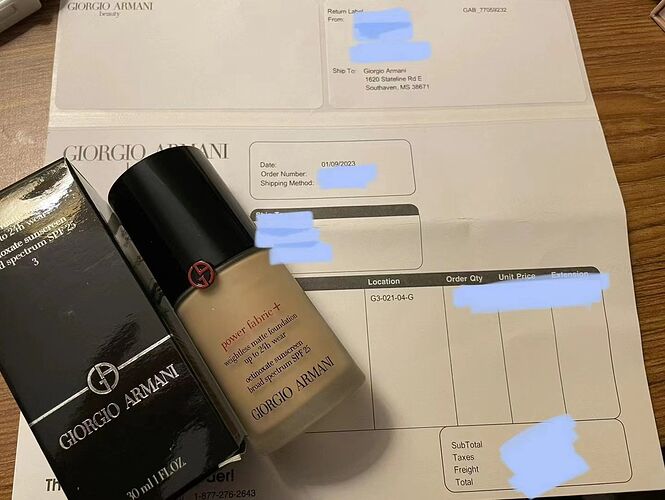 GIORGIO ARMANI
beauty
Return Label
From:
GAB_77059232
Ship To: Giorgio Armani
1620 Stateline Rd E
Southaven, MS 38671
GIORGIO ARMANI
Date: 01/09/2023
Order Number:
Shipping Method:
Location Order Qty Unit Price Extension
G3-021-04-G
SubTotal
Taxes
Freight
Total
1-877-276-2643
to 24h wear
octinoxate sunscreen
broad spectrum SPF 25
3
GIORGIO ARMANI
30 ml 1 FL.OZ.
power fabric+
weightless matte foundation
up to 24h wear
octinoxate sunscreen
broad spectrum SPF 25
GIORGIO ARMANI